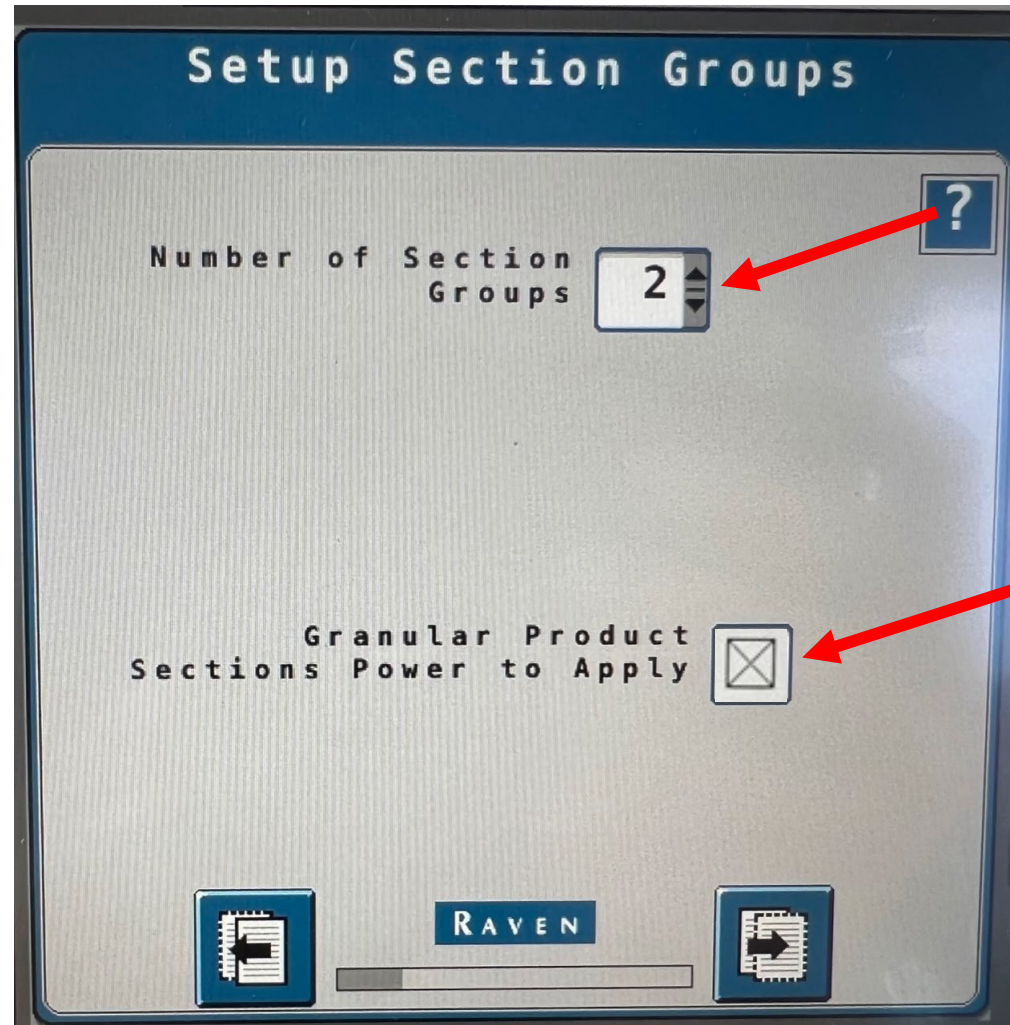 Setup Section Groups
?
Number of Section
Groups
2
Granular Product
Sections Power to Apply
RAVEN